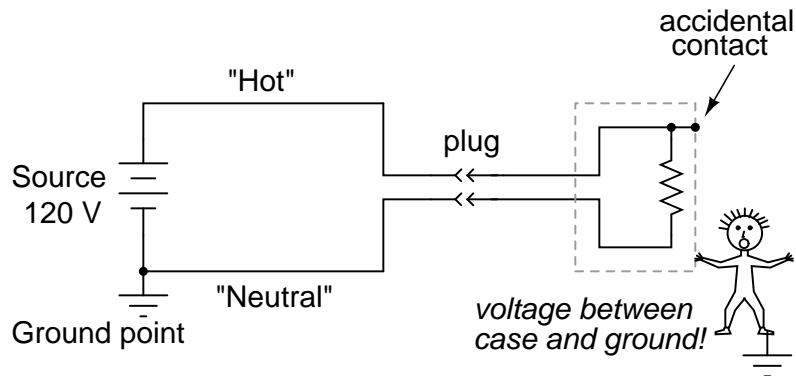 accidental
contact
"Hot"
plug
Source
120 V
"Neutral"
Ground point
voltage between
case and ground!